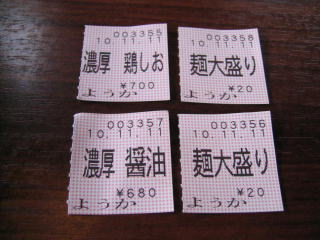 003355
10.11.11
濃厚 鶏しお
¥700
ようか
003358
10.11.11
麺大盛り
¥20
ようか
003357
10.11.11
濃厚 醤油
¥680
ようか
003356
10.11.11
麺大盛り
¥20
ようか